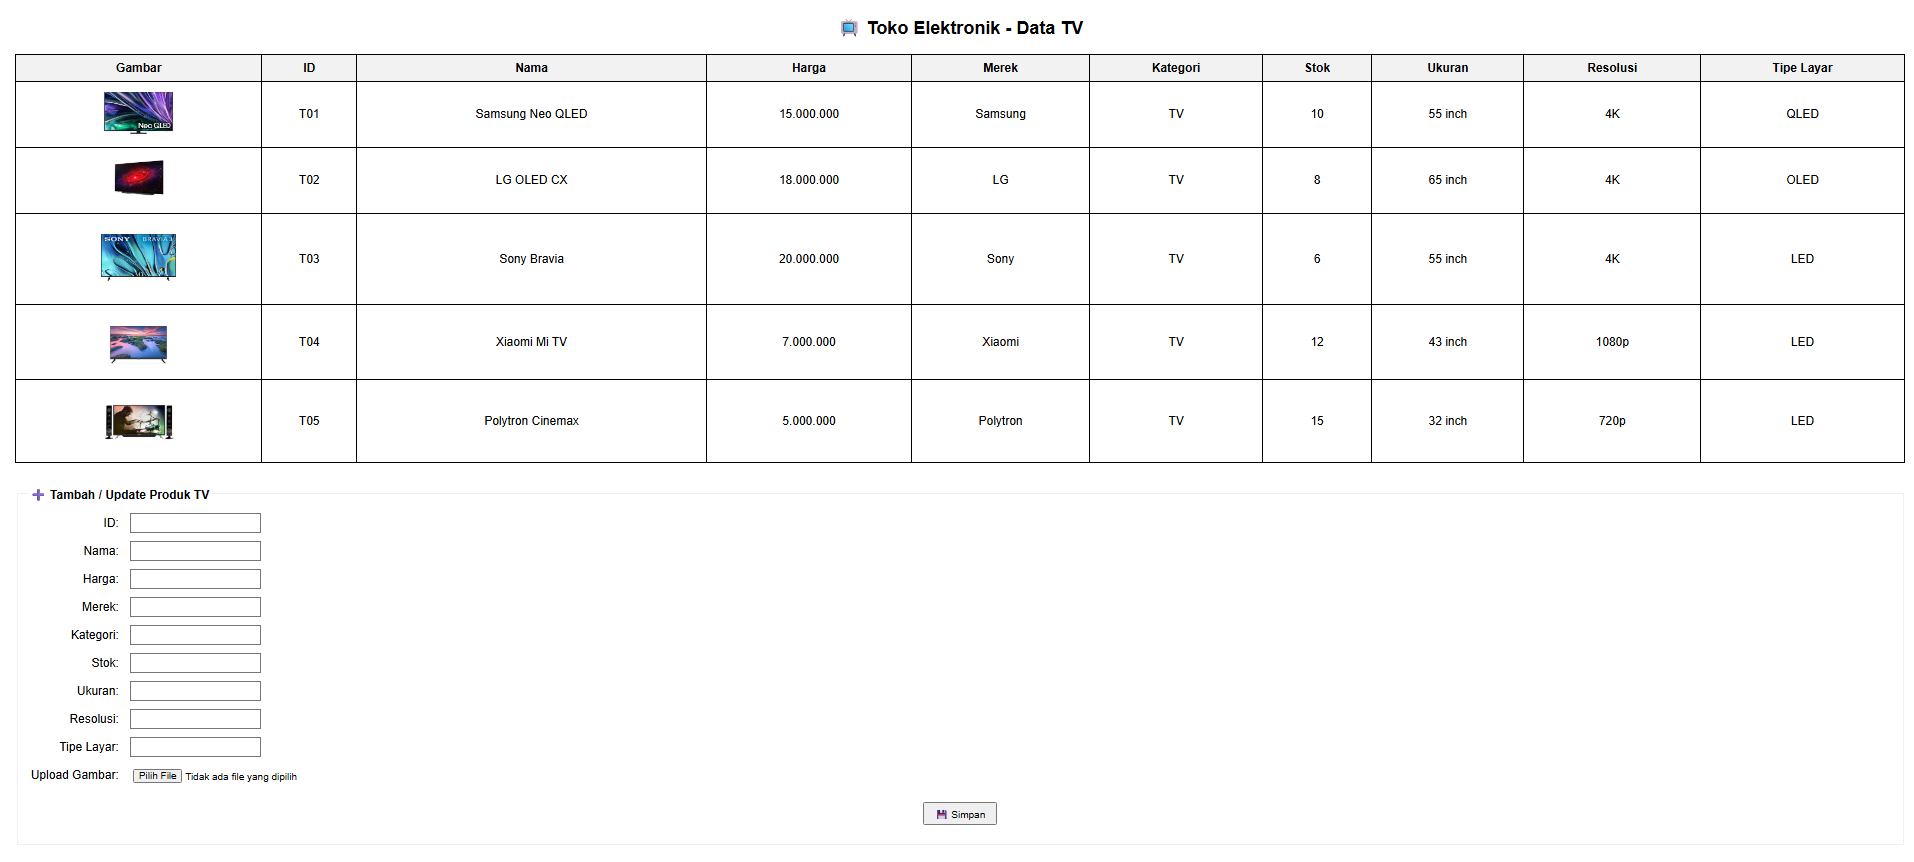 Toko Elektronik - Data TV
Gambar ID Nama Harga Merek Kategori Stok Ukuran Resolusi Tipe Layar
Neo QLED
T01 Samsung Neo QLED 15.000.000 Samsung TV 10 55 inch 4K QLED
T02 LG OLED CX 18.000.000 LG TV 8 65 inch 4K OLED
SONY BRAVIA 3
T03 Sony Bravia 20.000.000 Sony TV 6 55 inch 4K LED
T04 Xiaomi Mi TV 7.000.000 Xiaomi TV 12 43 inch 1080p LED
T05 Polytron Cinemax 5.000.000 Polytron TV 15 32 inch 720p LED
Tambah / Update Produk TV
ID:
Nama:
Harga:
Merek:
Kategori:
Stok:
Ukuran:
Resolusi:
Tipe Layar:
Upload Gambar: Pilih File Tidak ada file yang dipilih
Simpan